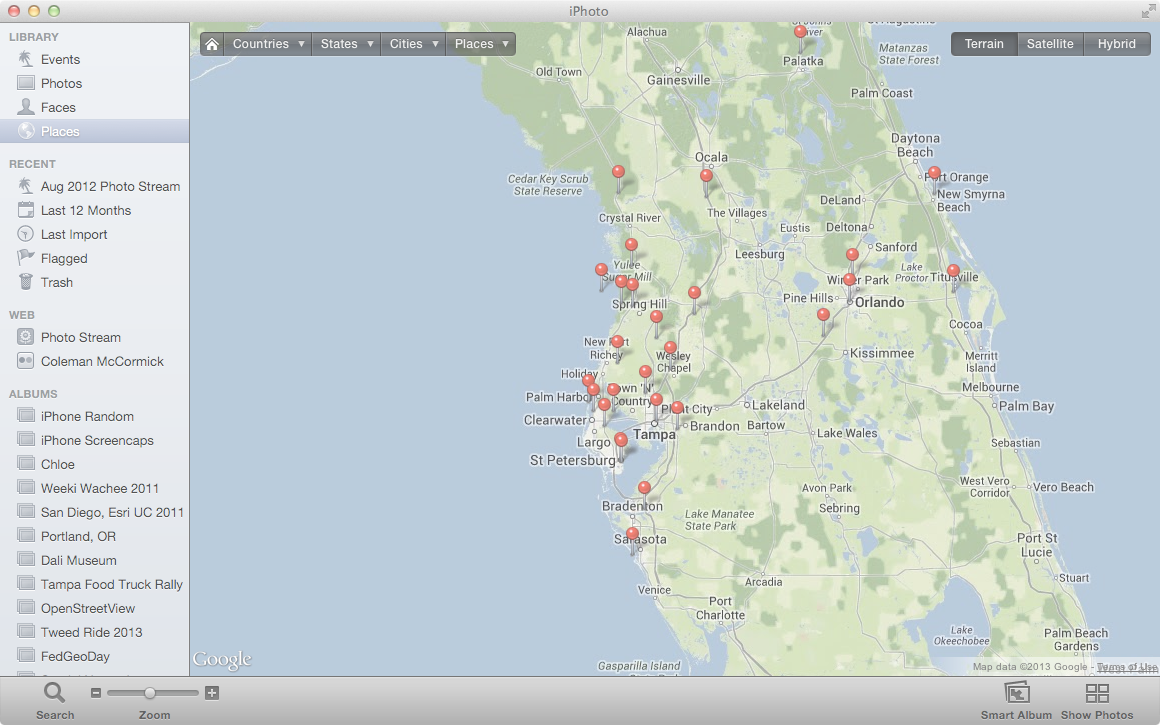 iPhoto
LIBRARY
Events
Photos
Faces
Places
RECENT
Aug 2012 Photo Stream
Last 12 Months
Last Import
Flagged
Trash
WEB
Photo Stream
Coleman McCormick
ALBUMS
iPhone Random
iPhone Screencaps
Chloe
Weeki Wachee 2011
San Diego, Esri UC 2011
Portland, OR
Dali Museum
Tampa Food Truck Rally
OpenStreetView
Tweed Ride 2013
FedGeoDay
Countries
States
Cities
Places
Terrain
Satellite
Hybrid
Alachua
Palatka
Matanzas
State Forest
Old Town
Gainesville
Palm Coast
Daytona
Beach
Ocala
Cedar Key Scrub
State Reserve
Port Orange
New Smyrna
Beach
DeLand
The Villages
Crystal River
Eustis
Deltona
Sanford
Leesburg
Yulee
Sugar Mill
Lake
Proctor
Titusville
Winter Park
Spring Hill
Pine Hills
Orlando
Cocoa
New Port
Richey
Wesley
Chapel
Kissimmee
Merritt
Island
Holiday
Melbourne
Palm Harbor
Town 'N'
Country
Plant City
Lakeland
Palm Bay
Clearwater
Brandon
Bartow
Tampa
Lake Wales
Largo
Sebastian
St Petersburg
Avon Park
West Vero
Corridor
Vero Beach
Bradenton
Sebring
Lake Manatee
State Park
Sarasota
Port St
Lucie
Arcadia
Stuart
Venice
Port
Charlotte
Lake
Okeechobee
Palm Beach
Gardens
Gasparilla Island
Google
Map data ©2013 Google - Terms of Use
Search
Zoom
Smart Album
Show Photos